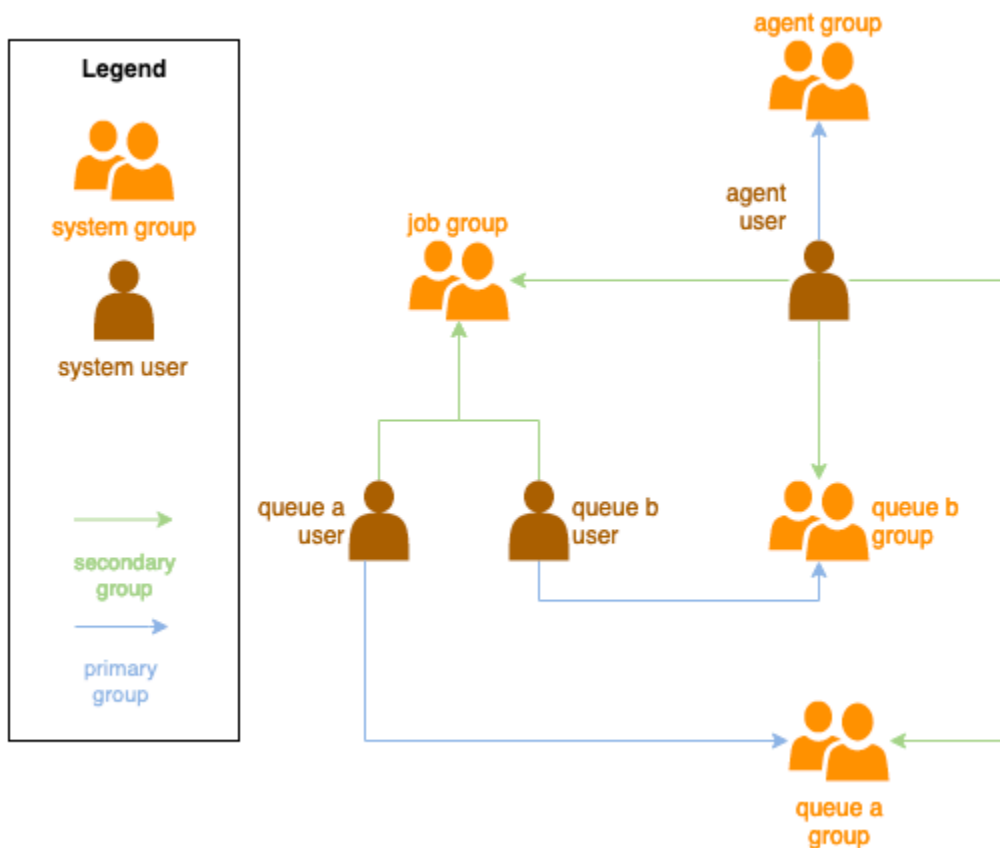 Legend
system group
system user
secondary
group
primary
group
agent group
agent
user
job group
queue a
user
queue b
user
queue b
group
queue a
group